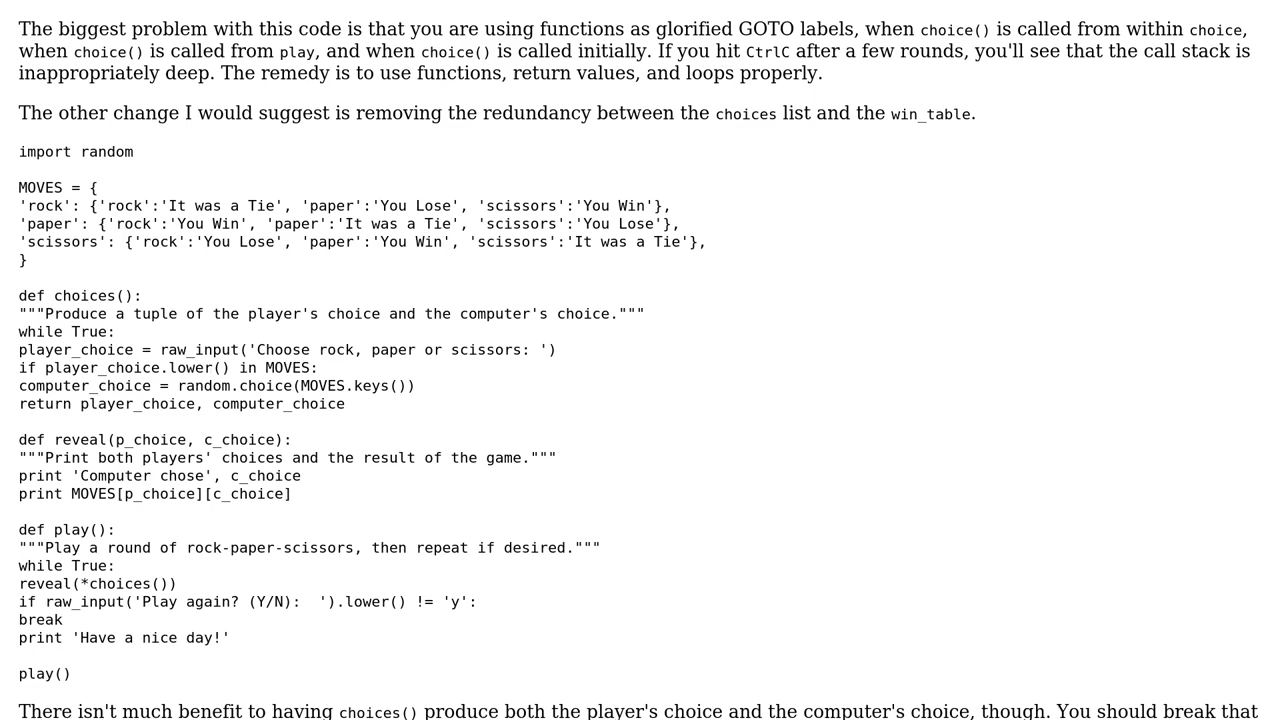 The biggest problem with this code is that you are using functions as glorified GOTO labels, when choice() is called from within choice,
when choice() is called from play, and when choice() is called initially. If you hit CtrlC after a few rounds, you'll see that the call stack is
inappropriately deep. The remedy is to use functions, return values, and loops properly.
The other change I would suggest is removing the redundancy between the choices list and the win_table.
import random
MOVES = {
'rock': {'rock':'It was a Tie', 'paper':'You Lose', 'scissors':'You Win'},
'paper': {'rock':'You Win', 'paper':'It was a Tie', 'scissors':'You Lose'},
'scissors': {'rock':'You Lose', 'paper':'You Win', 'scissors':'It was a Tie'},
}
def choices():
"""Produce a tuple of the player's choice and the computer's choice."""
while True:
player_choice = raw_input('Choose rock, paper or scissors: ')
if player_choice.lower() in MOVES:
computer_choice = random.choice(MOVES.keys())
return player_choice, computer_choice
def reveal(p_choice, c_choice):
"""Print both players' choices and the result of the game."""
print 'Computer chose', c_choice
print MOVES[p_choice][c_choice]
def play():
"""Play a round of rock-paper-scissors, then repeat if desired."""
while True:
reveal(*choices())
if raw_input('Play again? (Y/N):  ').lower() != 'y':
break
print 'Have a nice day!'
play()
There isn't much benefit to having choices() produce both the player's choice and the computer's choice, though. You should break that